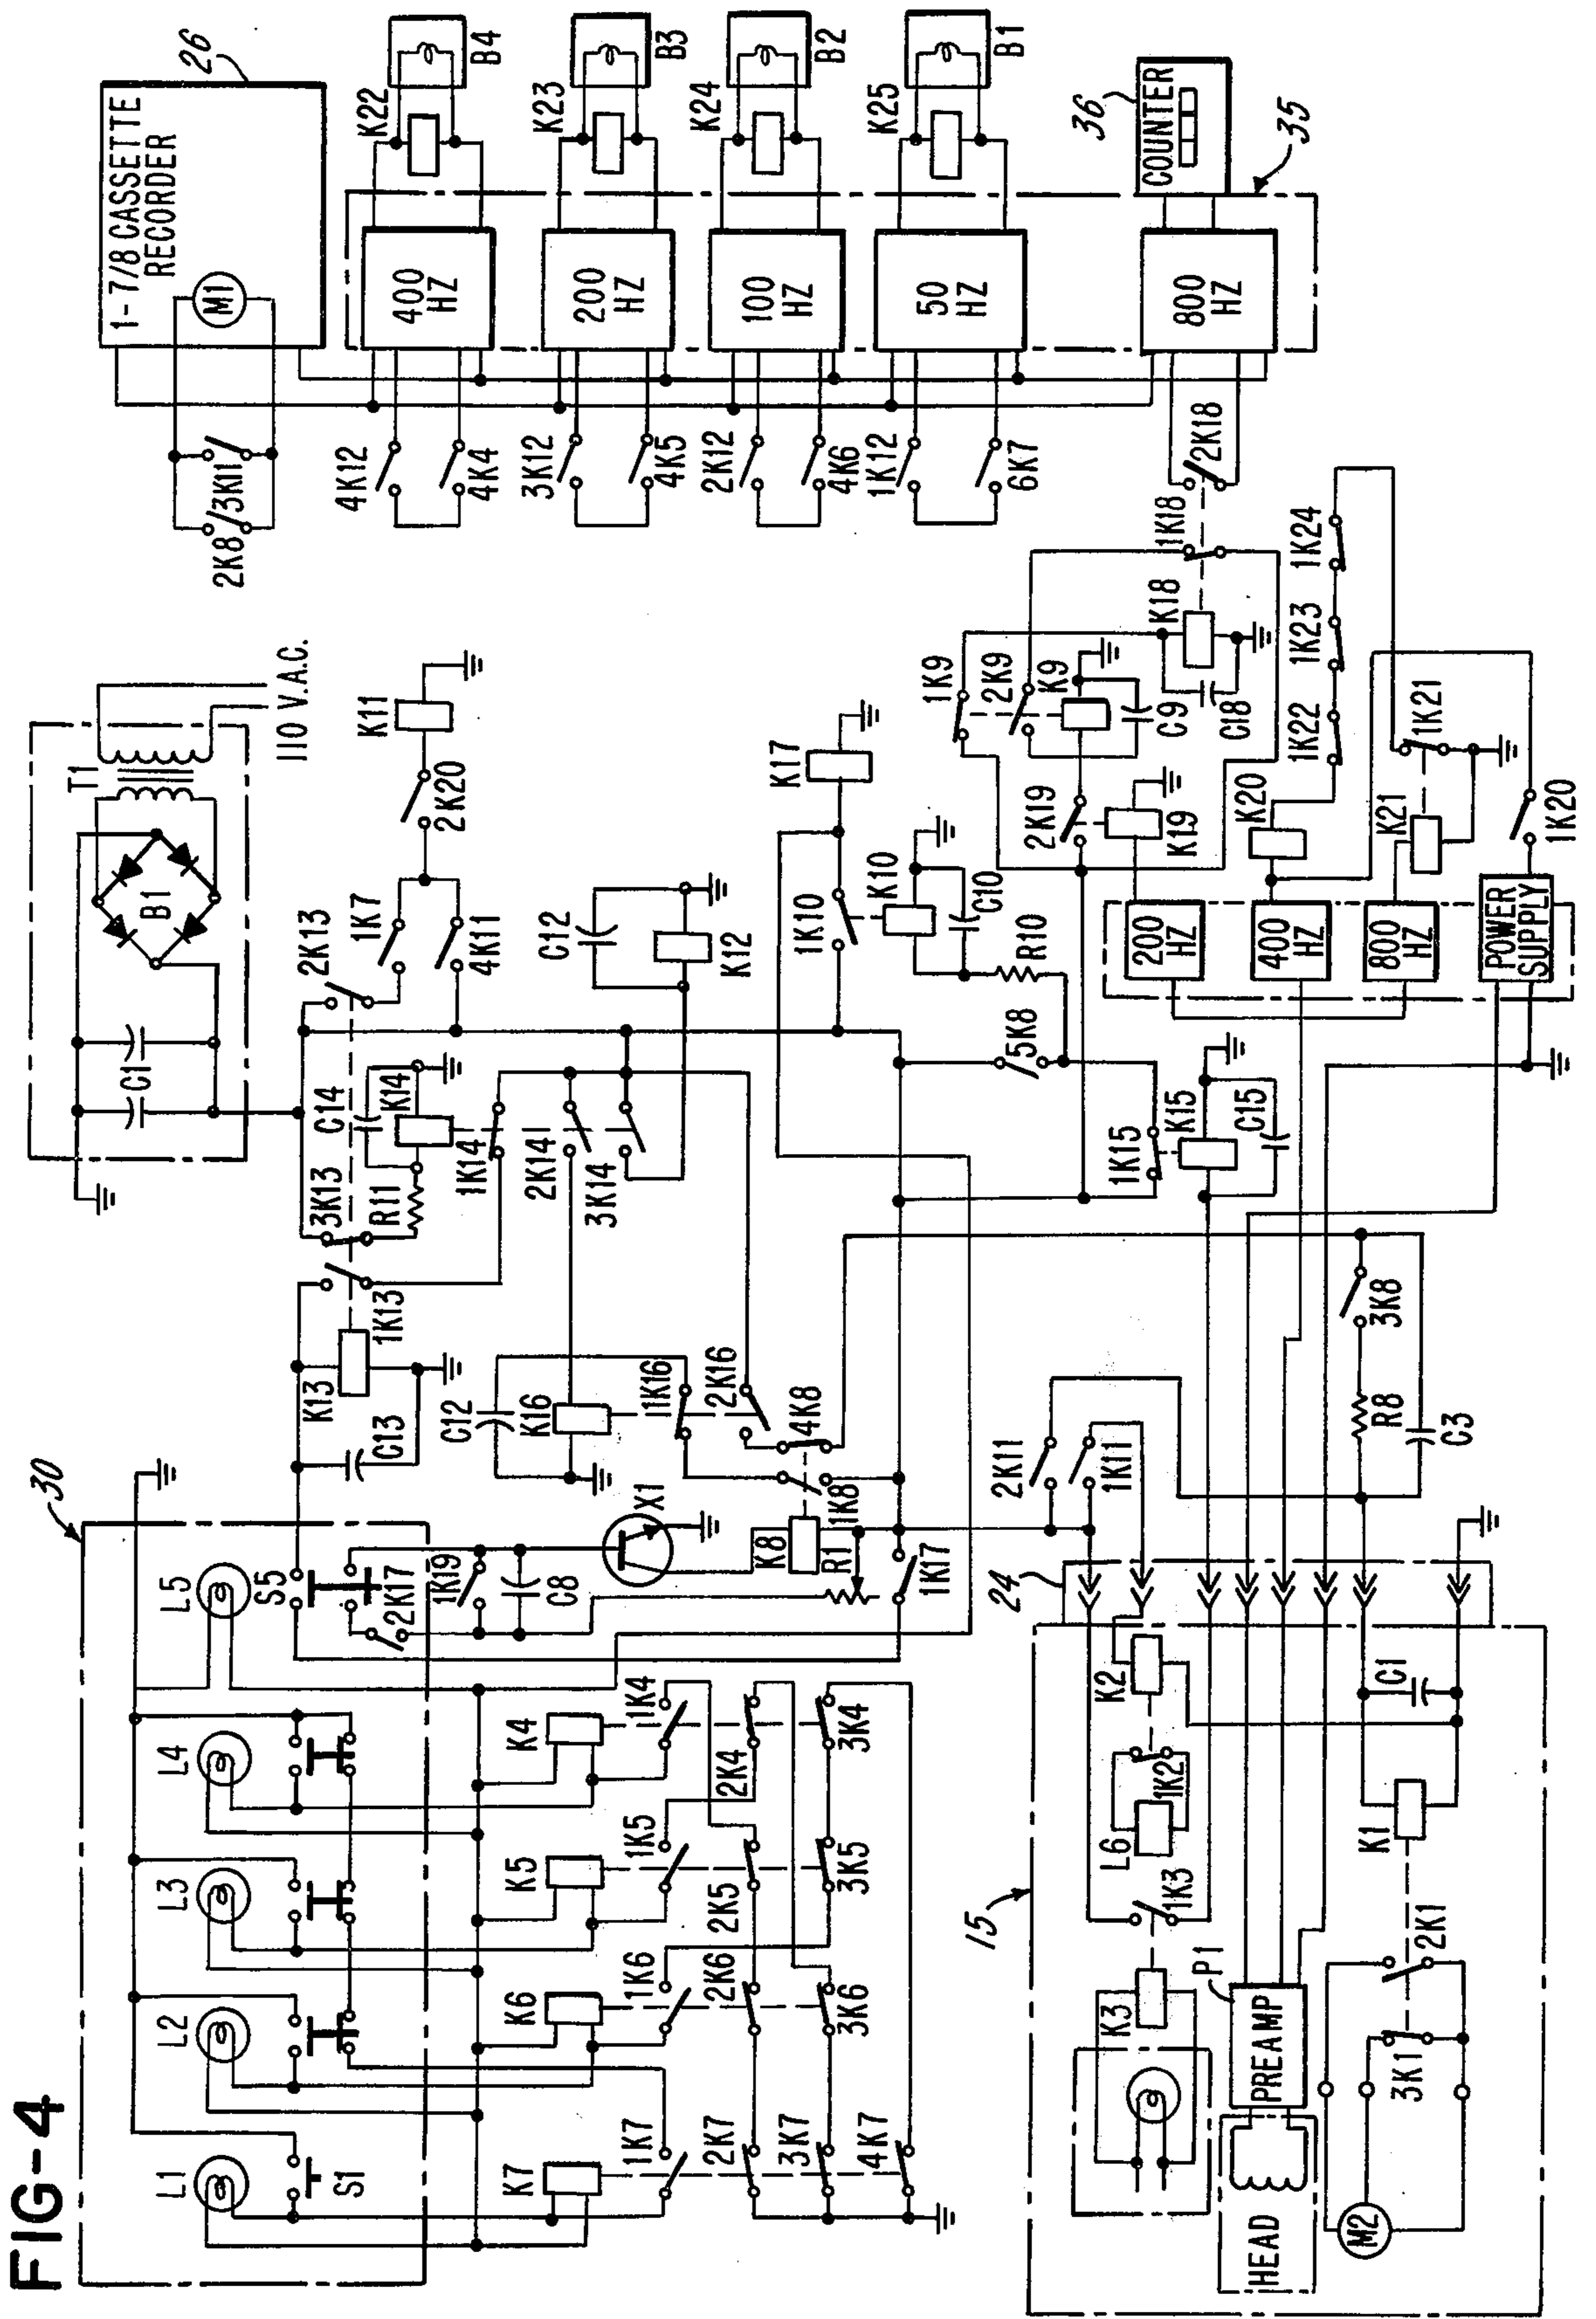 FIG-4
30
L1
L2
L3
L4
L5
S1
S5
2K17
1K19
C8
X1
K8
R1
1K8
4K8
1K17
K7
K6
K5
K4
1K7
1K6
1K5
1K4
2K7
2K6
2K5
2K4
3K7
3K6
3K5
3K4
4K7
K13
C13
1K13
3K13
2K13
C12
K16
1K16
2K16
R11
C14
K14
1K14
2K14
3K14
T1
B1
C1
110 V.A.C.
1K7
4K11
2K20
K11
C12
K12
1K10
K10
K17
C10
R10
5K8
1K15
K15
C15
1K9
2K9
K9
C9
2K19
K19
K18
C18
1K18
2K18
200 HZ
400 HZ
800 HZ
POWER SUPPLY
K20
K21
1K21
1K20
1K22
1K23
1K24
2K11
1K11
3K8
R8
C3
24
15
K2
1K2
L6
K3
1K3
P1
PREAMP
HEAD
M2
K1
2K1
3K1
C1
1-7/8 CASSETTE
RECORDER
26
M1
2K8
3K11
4K12
4K4
3K12
4K5
2K12
4K6
1K12
6K7
400 HZ
200 HZ
100 HZ
50 HZ
800 HZ
K22
K23
K24
K25
B4
B3
B2
B1
COUNTER
36
35